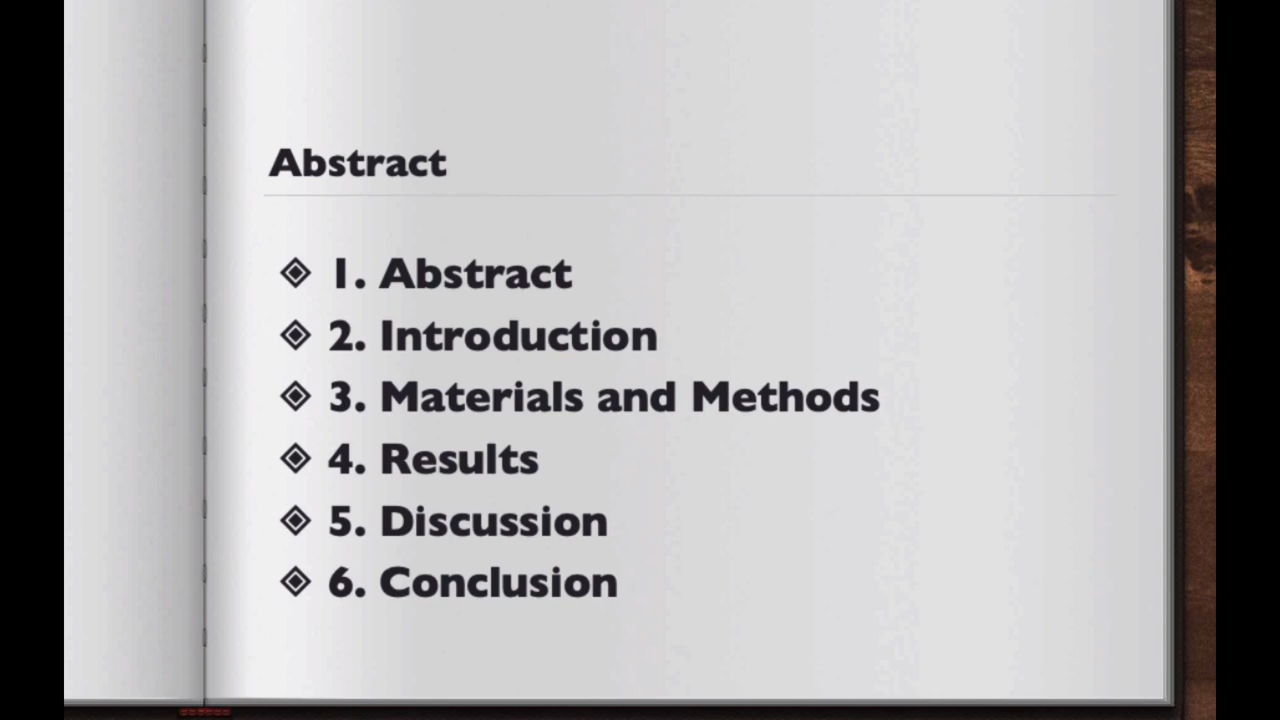 Abstract
1. Abstract
2. Introduction
3. Materials and Methods
4. Results
5. Discussion
6. Conclusion